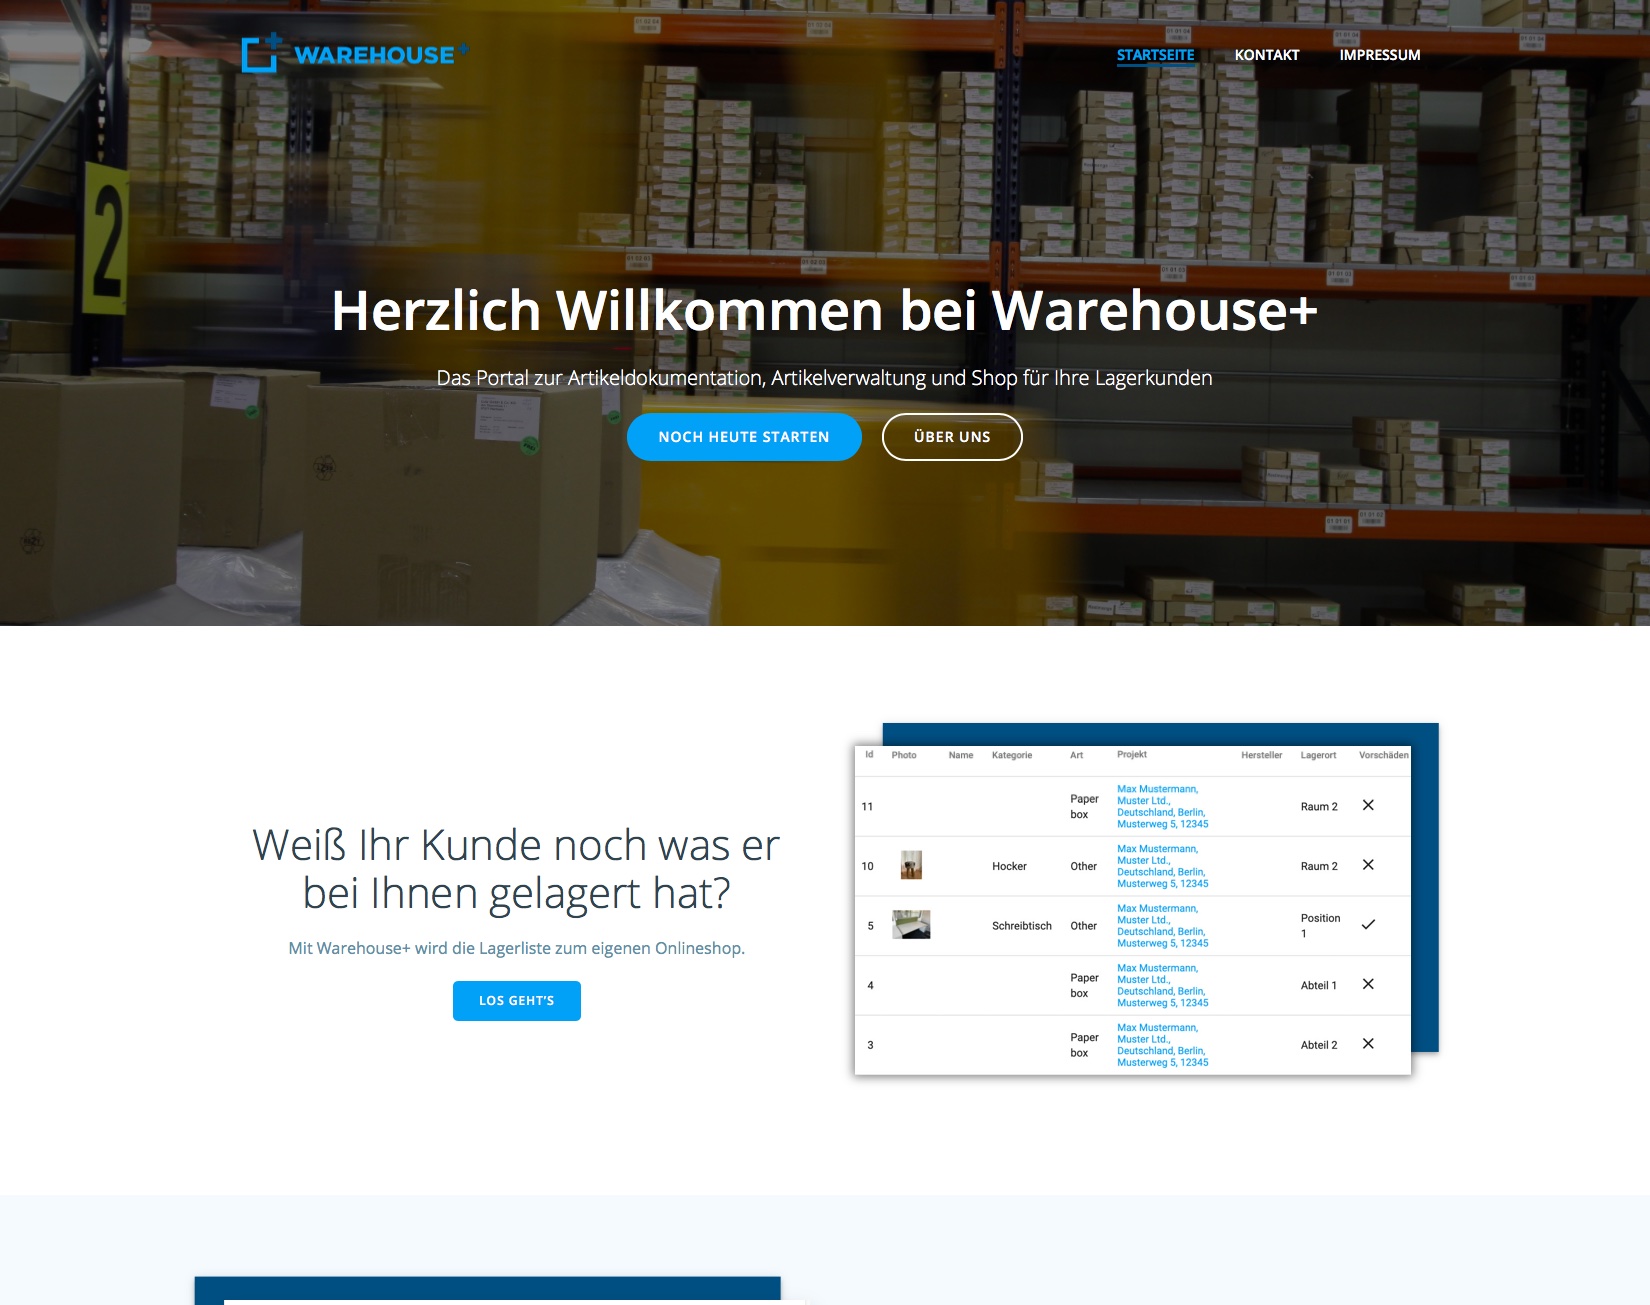 WAREHOUSE+
STARTSEITE KONTAKT IMPRESSUM
2
Herzlich Willkommen bei Warehouse+
Das Portal zur Artikeldokumentation, Artikelverwaltung und Shop für Ihre Lagerkunden
NOCH HEUTE STARTEN ÜBER UNS
Weiß Ihr Kunde noch was er
bei Ihnen gelagert hat?
Mit Warehouse+ wird die Lagerliste zum eigenen Onlineshop.
LOS GEHT'S
Id Photo Name Kategorie Art Projekt Hersteller Lagerort Vorschäden
11 Paper box Max Mustermann, Muster Ltd., Deutschland, Berlin, Musterweg 5, 12345 Raum 2
10 Hocker Other Max Mustermann, Muster Ltd., Deutschland, Berlin, Musterweg 5, 12345 Raum 2
5 Schreibtisch Other Max Mustermann, Muster Ltd., Deutschland, Berlin, Musterweg 5, 12345 Position 1
4 Paper box Max Mustermann, Muster Ltd., Deutschland, Berlin, Musterweg 5, 12345 Abteil 1
3 Paper box Max Mustermann, Muster Ltd., Deutschland, Berlin, Musterweg 5, 12345 Abteil 2